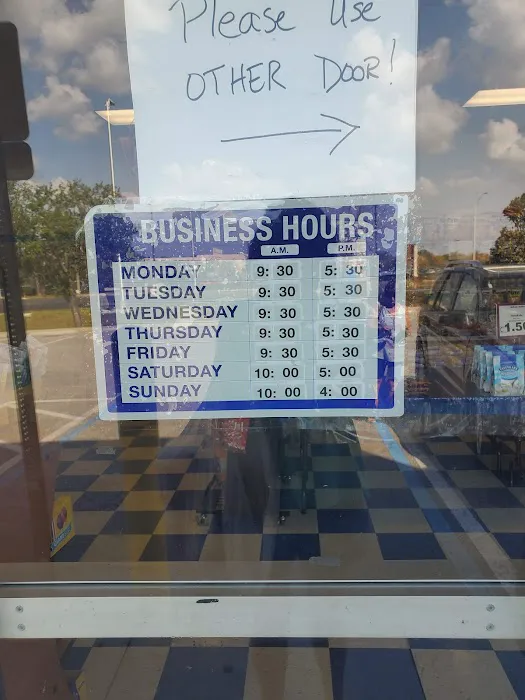 Please Use
OTHER DOOR!
BUSINESS HOURS
A.M. P.M.
MONDAY 9: 30 5: 30
TUESDAY 9: 30 5: 30
WEDNESDAY 9: 30 5: 30
THURSDAY 9: 30 5: 30
FRIDAY 9: 30 5: 30
SATURDAY 10: 00 5: 00
SUNDAY 10: 00 4: 00